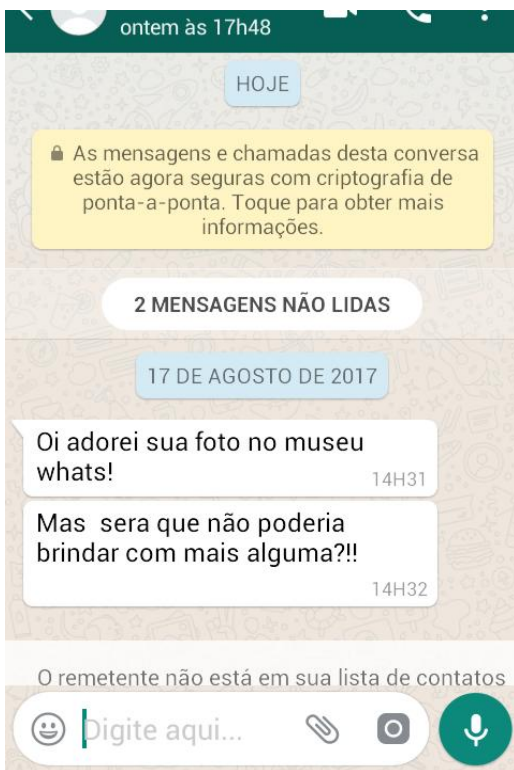 ontem às 17h48
HOJE
As mensagens e chamadas desta conversa
estão agora seguras com criptografia de
ponta-a-ponta. Toque para obter mais
informações.
2 MENSAGENS NÃO LIDAS
17 DE AGOSTO DE 2017
Oi adorei sua foto no museu
whats!
14H31
Mas sera que não poderia
brindar com mais alguma?!!
14H32
O remetente não está em sua lista de contatos
Digite aqui...